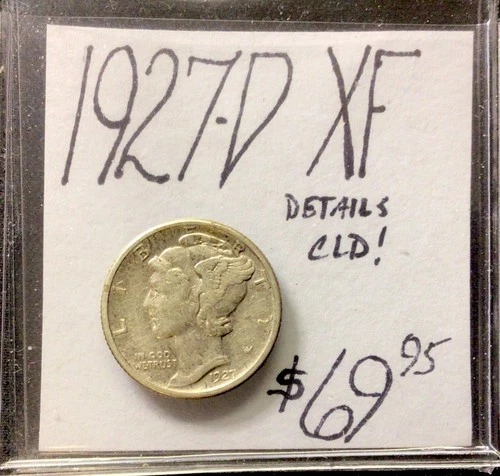 1927-D XF
DETAILS
CLD!
LIBERTY
IN GOD
WE TRUST
1927
$69.95